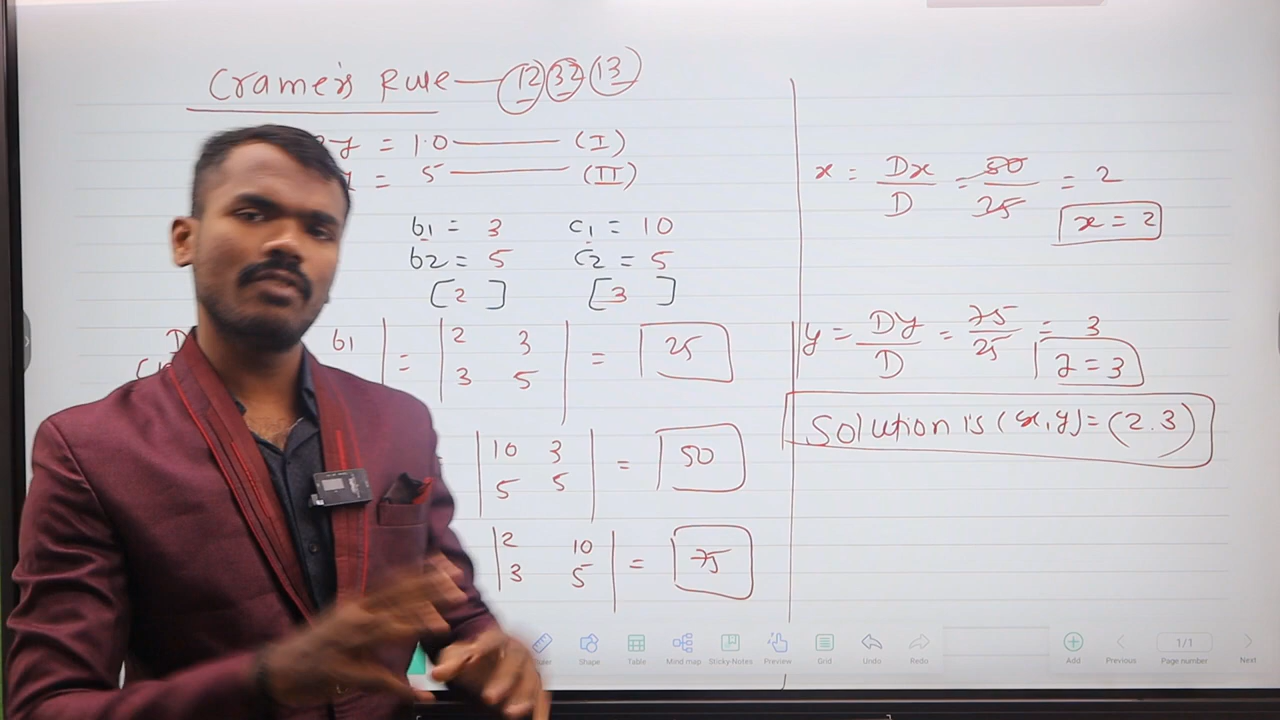 Cramer's Rule — 12 32 13
y = 10 — (I)
= 5 — (II)
b1 = 3 c1 = 10
b2 = 5 c2 = 5
[2 ] [3 ]
D b1 | = | 2 3 | = 25
3 5
| 10 3 | = 50
5 5
| 2 10 | = 75
3 5
x = Dx/D = 50/25 = 2
x = 2
y = Dy/D = 75/25 = 3
y = 3
Solution is (x,y) = (2.3)
Ruler Shape Table Mind map Sticky-Notes Preview Grid Undo Redo Add Previous 1/1 Page number Next